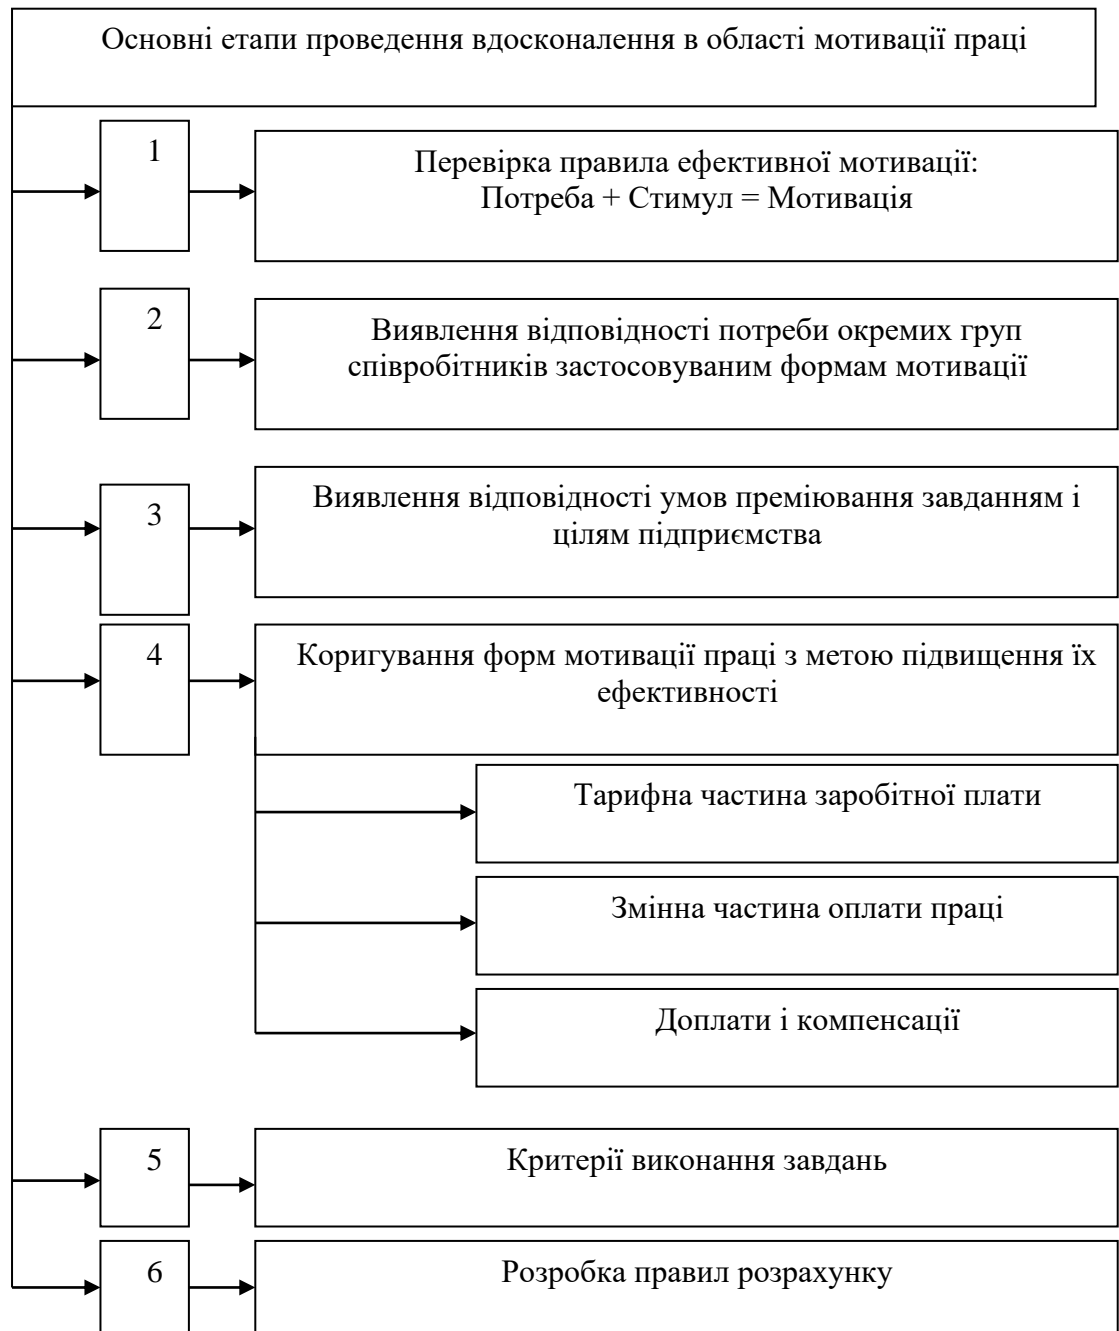 Основні етапи проведення вдосконалення в області мотивації праці
1
Перевірка правила ефективної мотивації:
Потреба + Стимул = Мотивація
2
Виявлення відповідності потреби окремих груп
співробітників застосовуваним формам мотивації
3
Виявлення відповідності умов преміювання завданням і
цілям підприємства
4
Коригування форм мотивації праці з метою підвищення їх
ефективності
Тарифна частина заробітної плати
Змінна частина оплати праці
Доплати і компенсації
5
Критерії виконання завдань
6
Розробка правил розрахунку